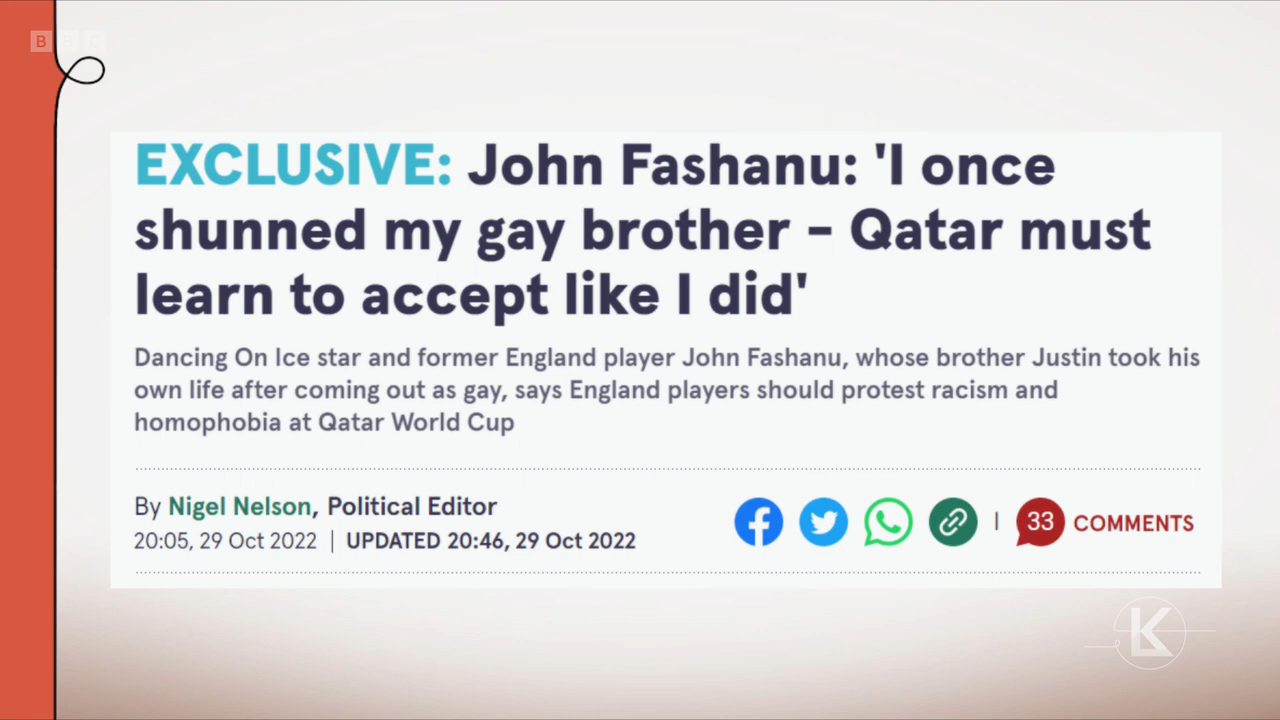 BBC
EXCLUSIVE: John Fashanu: 'I once
shunned my gay brother – Qatar must
learn to accept like I did'
Dancing On Ice star and former England player John Fashanu, whose brother Justin took his
own life after coming out as gay, says England players should protest racism and
homophobia at Qatar World Cup
By Nigel Nelson, Political Editor
20:05, 29 Oct 2022 | UPDATED 20:46, 29 Oct 2022
33 COMMENTS
LK